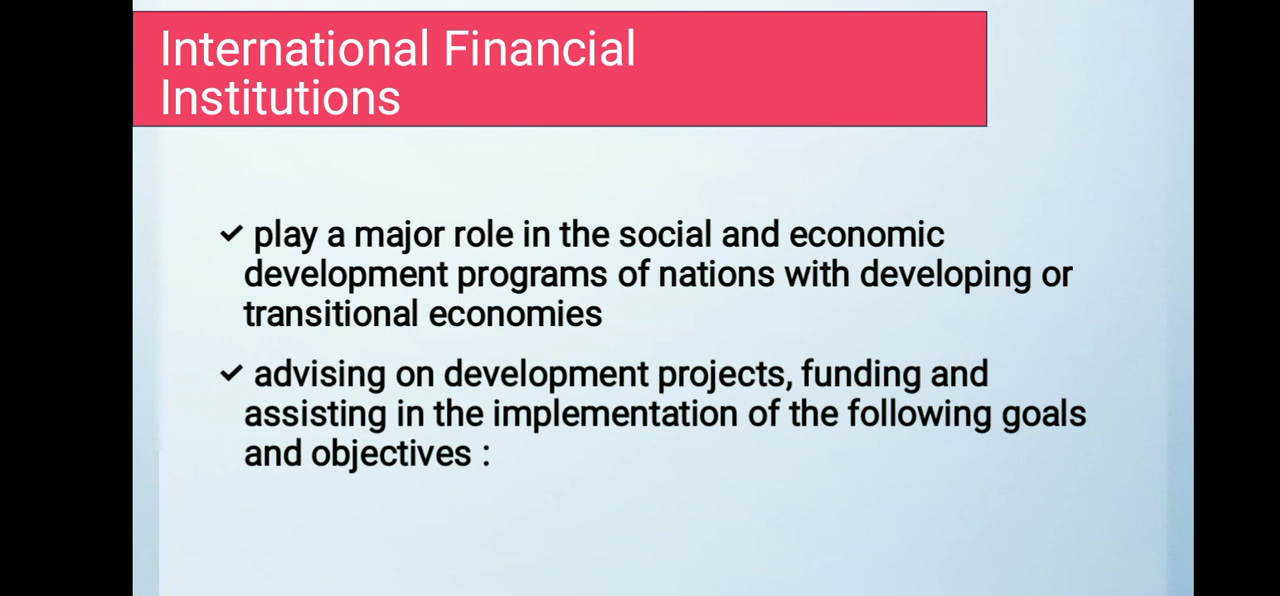 International Financial
Institutions
✓ play a major role in the social and economic
development programs of nations with developing or
transitional economies
✓ advising on development projects, funding and
assisting in the implementation of the following goals
and objectives :